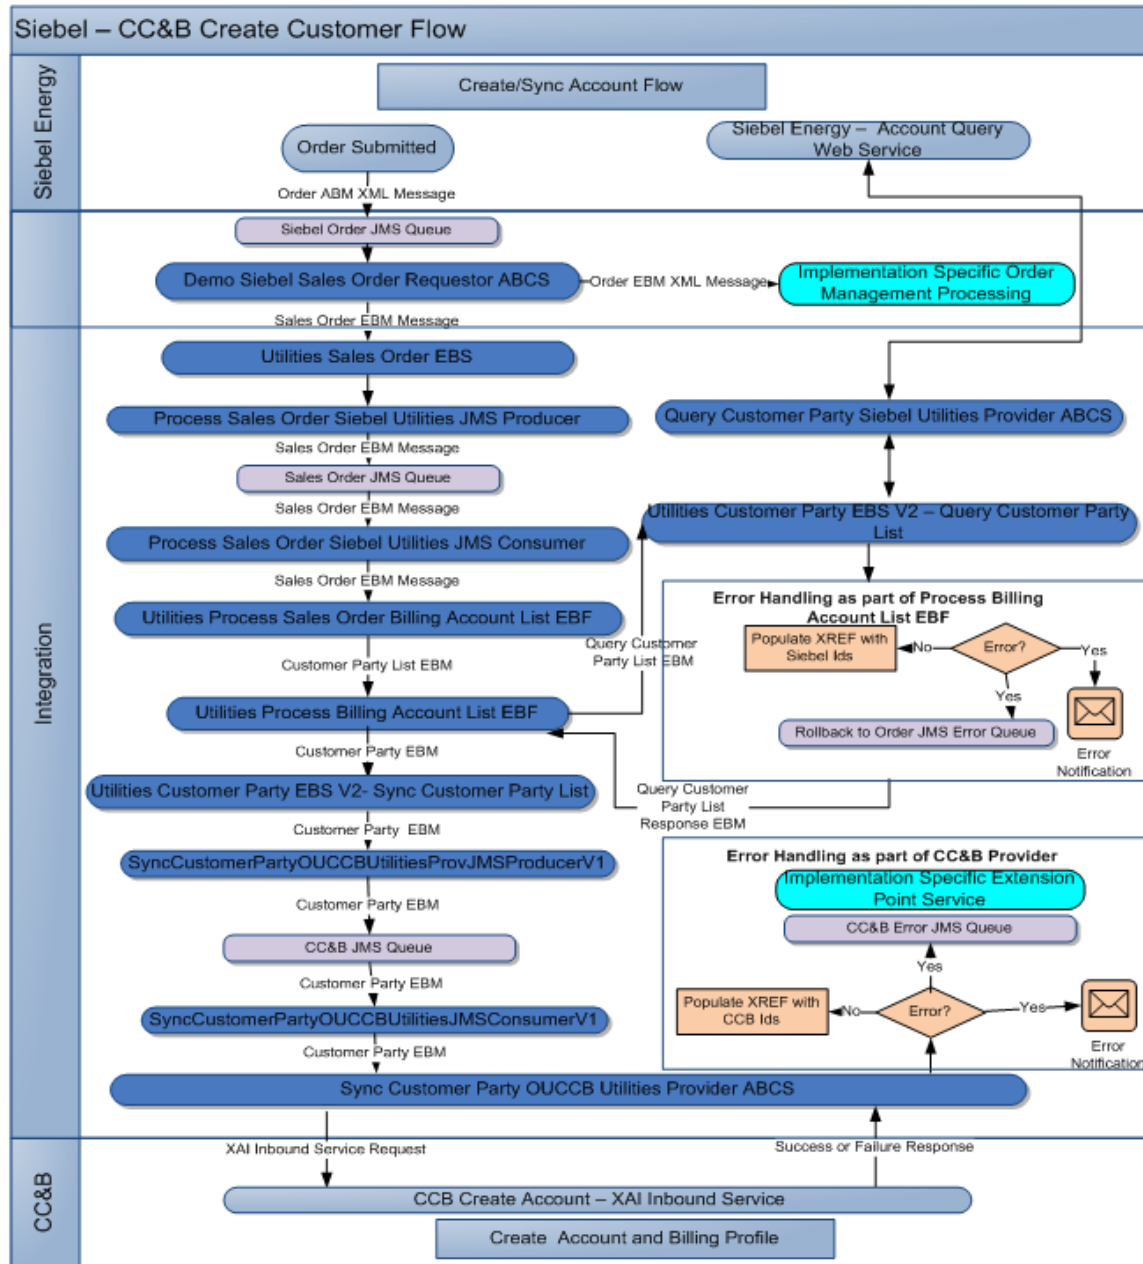 Siebel – CC&B Create Customer Flow
Siebel Energy
Create/Sync Account Flow
Order Submitted
Siebel Energy – Account Query
Web Service
Order ABM XML Message
Siebel Order JMS Queue
Demo Siebel Sales Order Requestor ABCS
Order EBM XML Message
Implementation Specific Order
Management Processing
Sales Order EBM Message
Integration
Utilities Sales Order EBS
Process Sales Order Siebel Utilities JMS Producer
Sales Order EBM Message
Sales Order JMS Queue
Sales Order EBM Message
Process Sales Order Siebel Utilities JMS Consumer
Sales Order EBM Message
Utilities Process Sales Order Billing Account List EBF
Customer Party List EBM
Utilities Process Billing Account List EBF
Query Customer
Party List EBM
Query Customer Party Siebel Utilities Provider ABCS
Utilities Customer Party EBS V2 – Query Customer Party
List
Error Handling as part of Process Billing
Account List EBF
Populate XREF with
Siebel Ids
No
Error?
Yes
Yes
Rollback to Order JMS Error Queue
Error
Notification
Query Customer
Party List
Response EBM
Customer Party EBM
Utilities Customer Party EBS V2- Sync Customer Party List
Customer Party EBM
SyncCustomerPartyOUCCBUtilitiesProvJMSProducerV1
Customer Party EBM
CC&B JMS Queue
Customer Party EBM
SyncCustomerPartyOUCCBUtilitiesJMSConsumerV1
Customer Party EBM
Error Handling as part of CC&B Provider
Implementation Specific Extension
Point Service
CC&B Error JMS Queue
Yes
Populate XREF with
CCB Ids
No
Error?
Yes
Error
Notification
Sync Customer Party OUCCB Utilities Provider ABCS
XAI Inbound Service Request
Success or Failure Response
CC&B
CCB Create Account – XAI Inbound Service
Create Account and Billing Profile